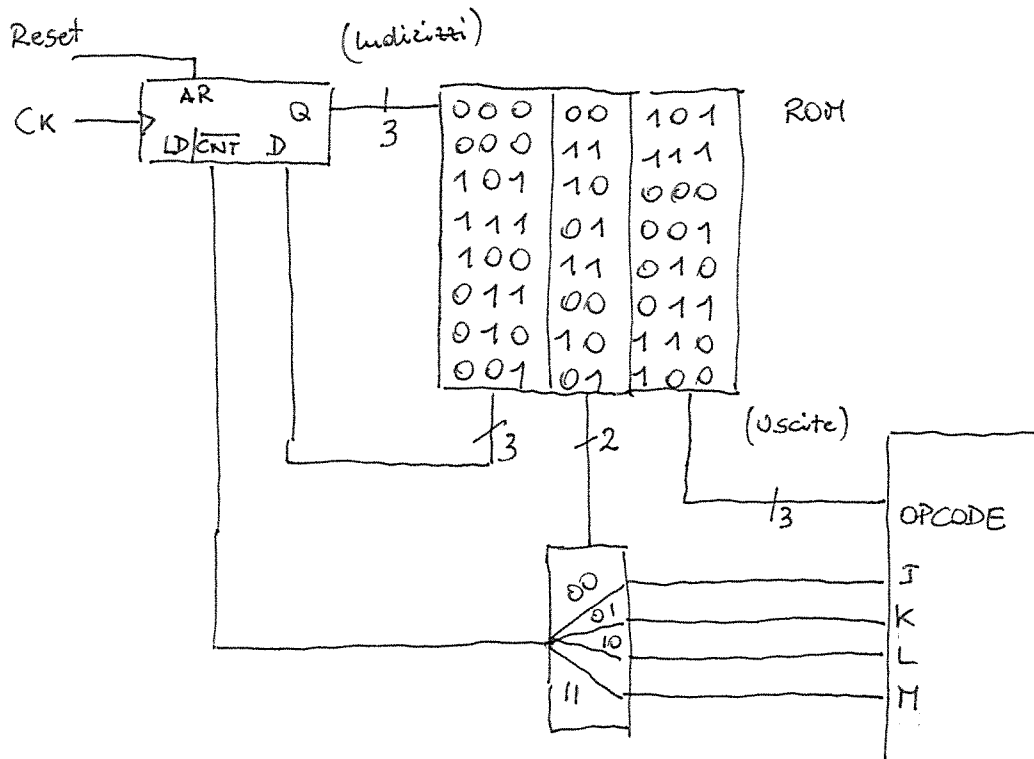 Reset
(Indirizzi)
CK
AR
Q
LD/CNT D
3
ROM
000 00 101
000 11 111
101 10 000
111 01 001
100 11 010
011 00 011
010 10 110
001 01 100
3
2
(Uscite)
3
OPCODE
00
J
01
K
10
L
11
M